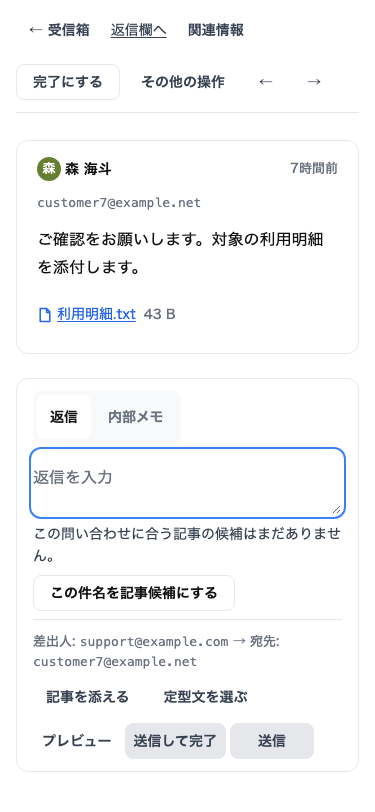 ← 受信箱 返信欄へ 関連情報
完了にする その他の操作 ← →
森 森 海斗 7時間前
customer7@example.net
ご確認をお願いします。対象の利用明細
を添付します。
利用明細.txt 43 B
返信 内部メモ
返信を入力
この問い合わせに合う記事の候補はまだありませ
ん。
この件名を記事候補にする
差出人: support@example.com → 宛先:
customer7@example.net
記事を添える 定型文を選ぶ
プレビュー 送信して完了 送信